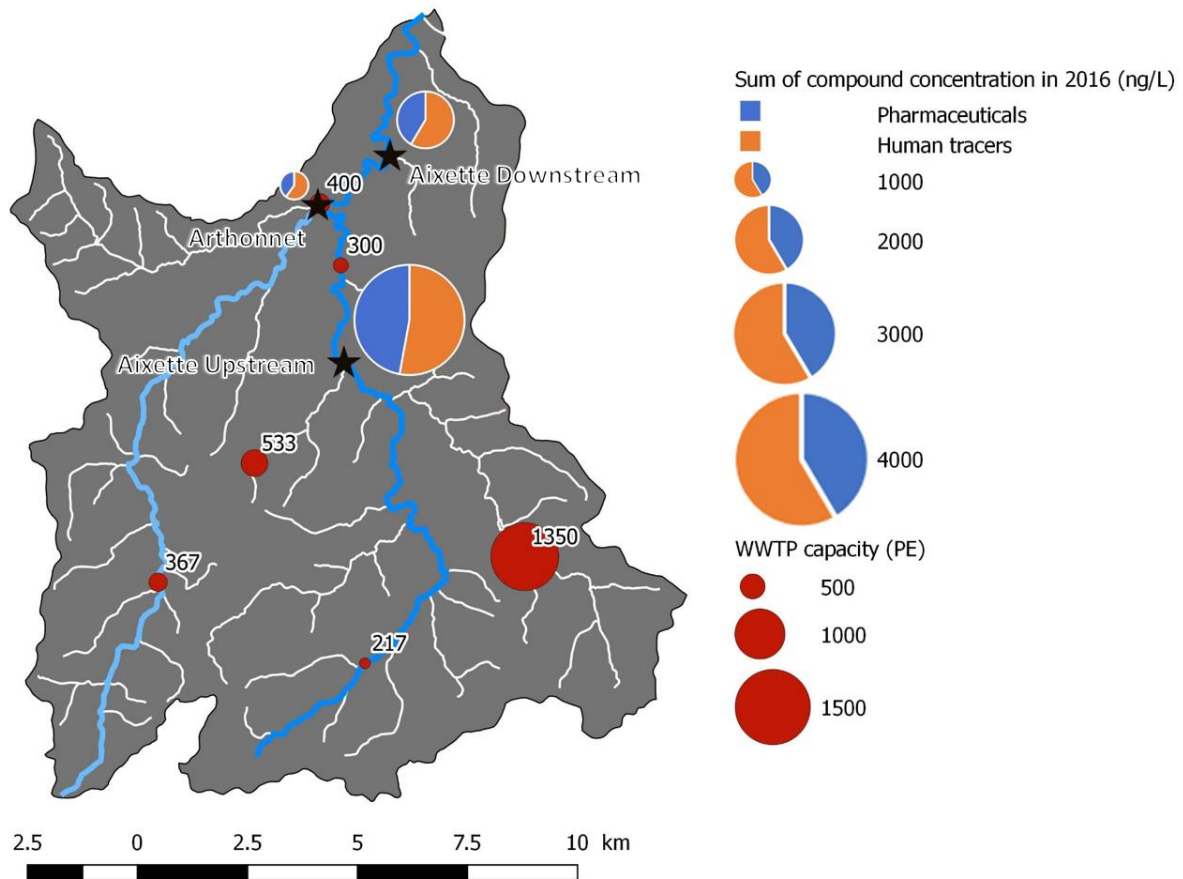 Sum of compound concentration in 2016 (ng/L)
Pharmaceuticals
Human tracers
1000
2000
3000
4000
WWTP capacity (PE)
500
1000
1500
Aixette Downstream
400
Arthonnet
300
Aixette Upstream
533
1350
367
217
2.5 0 2.5 5 7.5 10 km